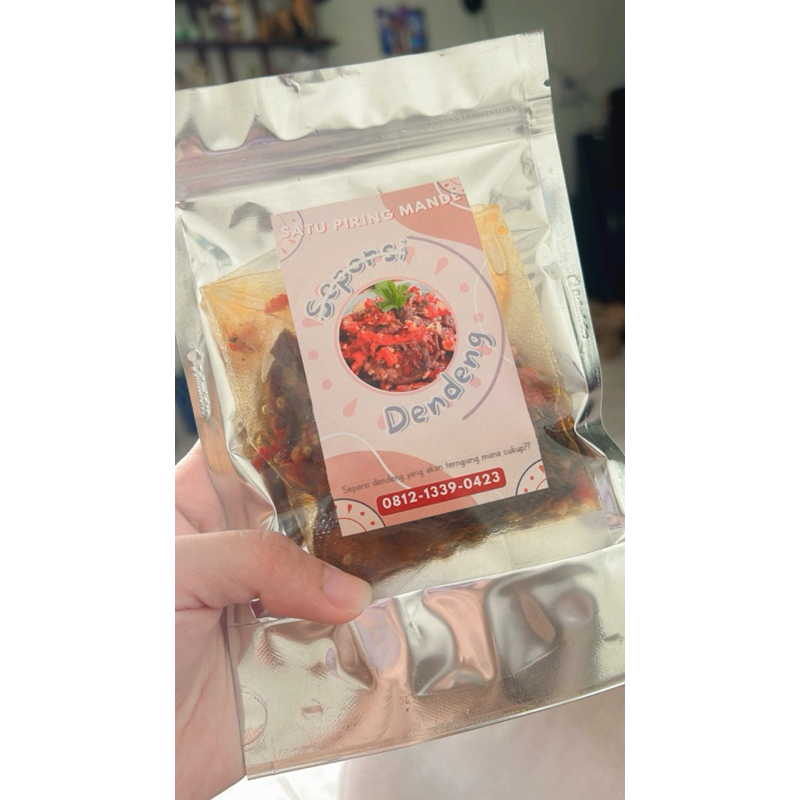 SATU PIRING MANDE
Seporsi
Dendeng
Seporsi dendeng yang akan terngiang mana cukup??
0812-1339-0423